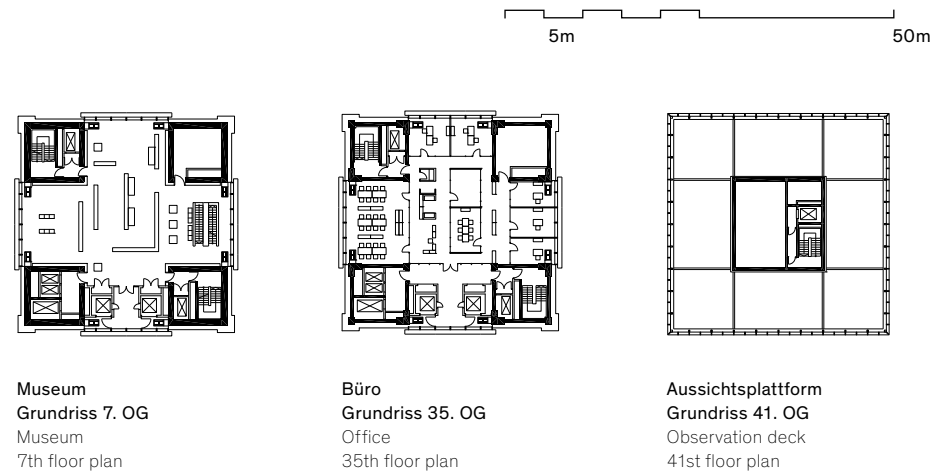 5m 50m
Museum
Grundriss 7. OG
Museum
7th floor plan
Büro
Grundriss 35. OG
Office
35th floor plan
Aussichtsplattform
Grundriss 41. OG
Observation deck
41st floor plan